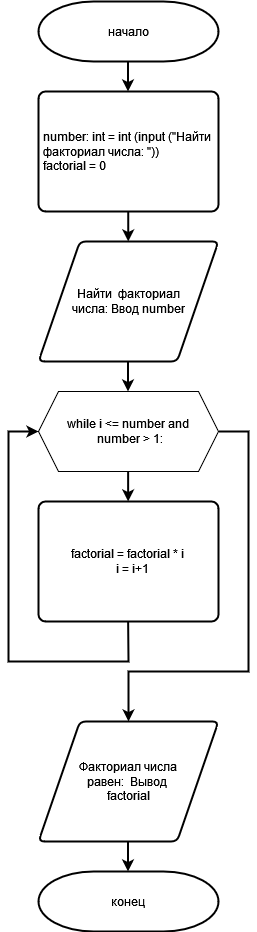 начало
number: int = int (input ("Найти
факториал числа: "))
factorial = 0
Найти  факториал
числа: Ввод number
while i <= number and
number > 1:
factorial = factorial * i
i = i+1
Факториал числа
равен:  Вывод
factorial
конец